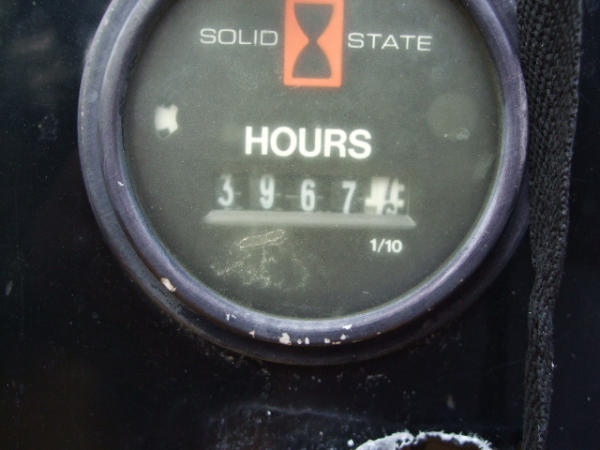 SOLID STATE
HOURS
3967
1/10